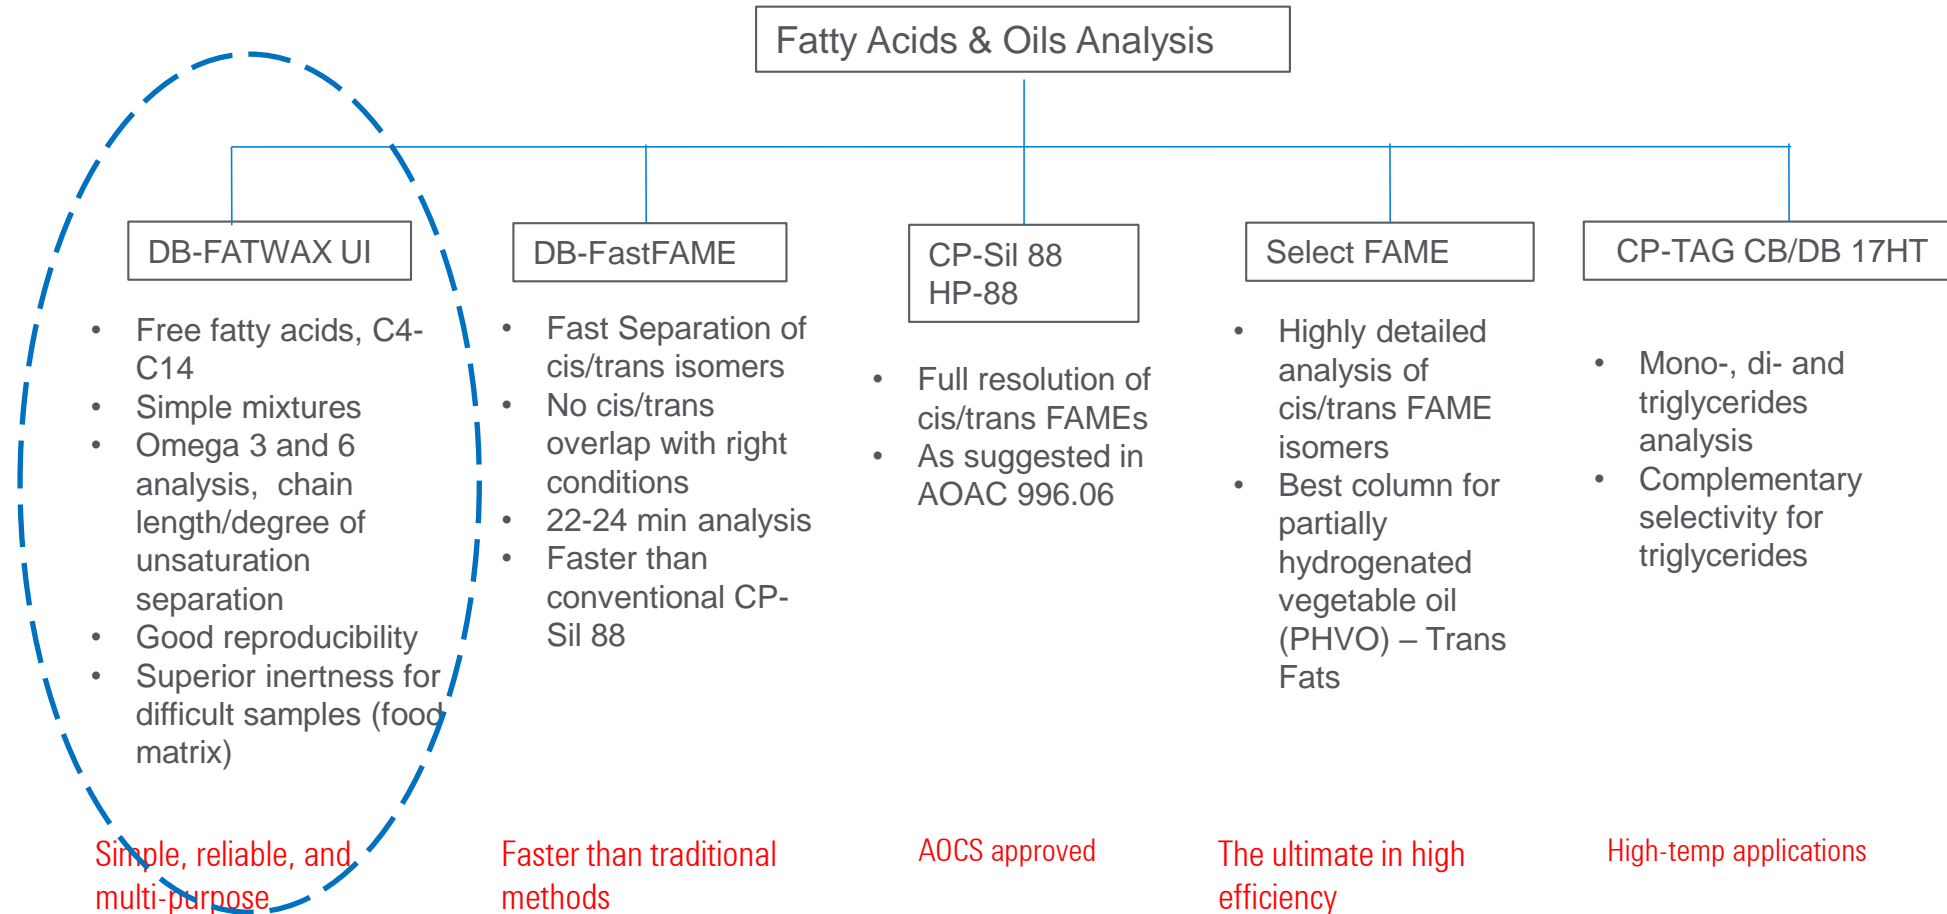 Fatty Acids & Oils Analysis
DB-FATWAX UI
• Free fatty acids, C4-
C14
• Simple mixtures
• Omega 3 and 6
analysis, chain
length/degree of
unsaturation
separation
• Good reproducibility
• Superior inertness for
difficult samples (food
matrix)
Simple, reliable, and
multi-purpose
DB-FastFAME
• Fast Separation of
cis/trans isomers
• No cis/trans
overlap with right
conditions
• 22-24 min analysis
• Faster than
conventional CP-
Sil 88
Faster than traditional
methods
CP-Sil 88
HP-88
• Full resolution of
cis/trans FAMEs
• As suggested in
AOAC 996.06
AOCS approved
Select FAME
• Highly detailed
analysis of
cis/trans FAME
isomers
• Best column for
partially
hydrogenated
vegetable oil
(PHVO) – Trans
Fats
The ultimate in high
efficiency
CP-TAG CB/DB 17HT
• Mono-, di- and
triglycerides
analysis
• Complementary
selectivity for
triglycerides
High-temp applications